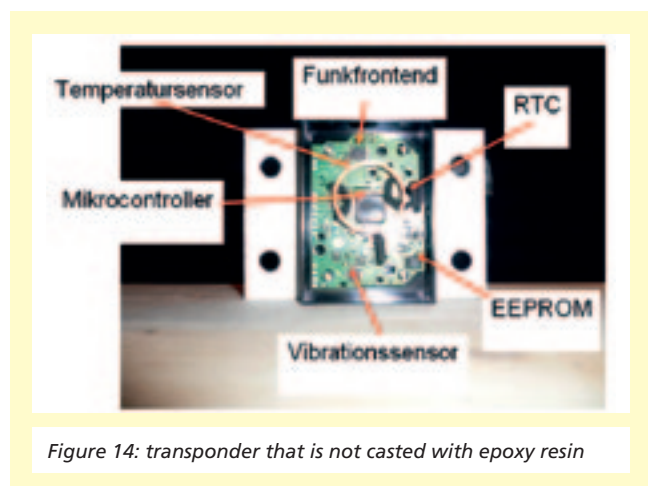 Funkfrontend
Temperatursensor
RTC
Mikrocontroller
EEPROM
Vibrationssensor
Figure 14: transponder that is not casted with epoxy resin